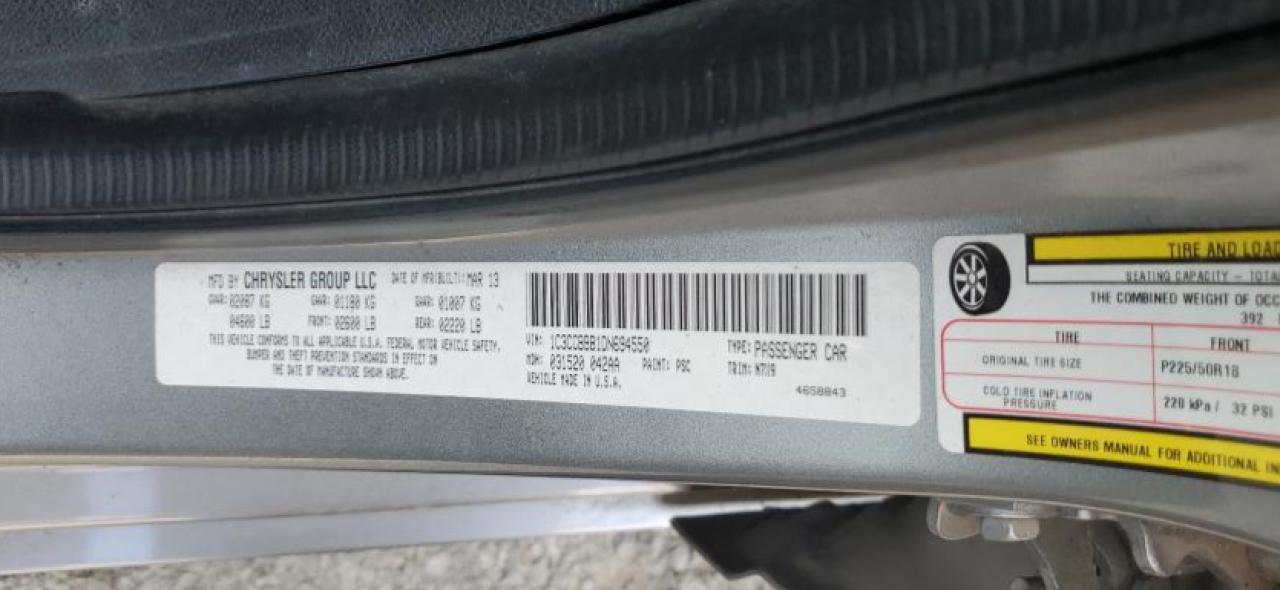 MFD BY CHRYSLER GROUP LLC DATE OF MFR(BUILT): MAR 13
GVWR: 02087 KG GAWR: 01180 KG GAWR: 01007 KG
04600 LB FRONT: 02600 LB REAR: 02220 LB
THIS VEHICLE CONFORMS TO ALL APPLICABLE U.S.A. FEDERAL MOTOR VEHICLE SAFETY,
BUMPER AND THEFT PREVENTION STANDARDS IN EFFECT ON
THE DATE OF MANUFACTURE SHOWN ABOVE.
VIN: 1C3CCBBB1DN694550 TYPE: PASSENGER CAR
MDH: 031520 042AA PAINT: PSC TRIM: N7X9
VEHICLE MADE IN U.S.A. 4658843
TIRE AND LOAD
SEATING CAPACITY - TOTA
THE COMBINED WEIGHT OF OCC
392
TIRE FRONT
ORIGINAL TIRE SIZE P225/50R18
COLD TIRE INFLATION
PRESSURE 220 kPa / 32 PSI
SEE OWNERS MANUAL FOR ADDITIONAL IN